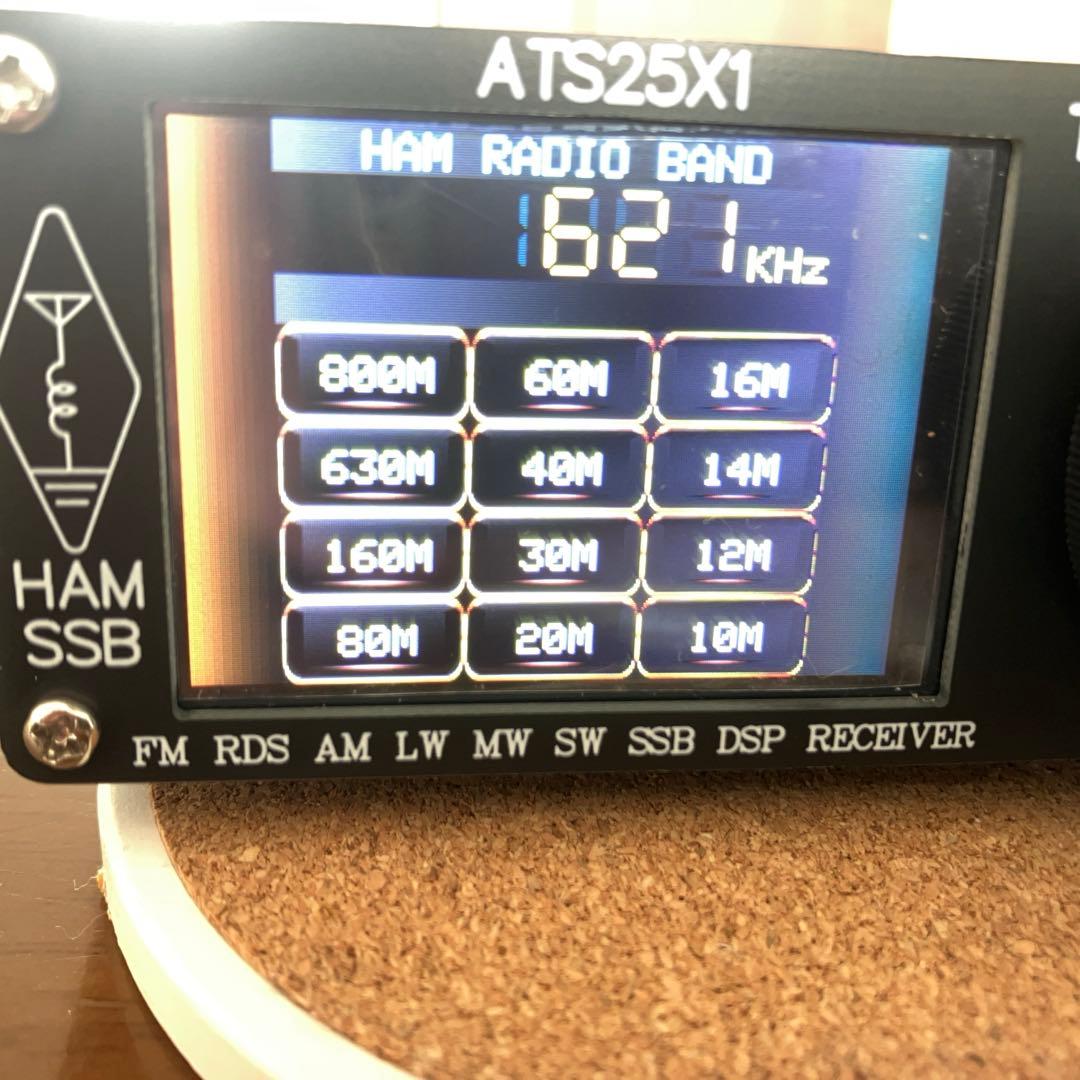 ATS25X1
HAM RADIO BAND
621 KHz
800M 60M 16M
630M 40M 14M
160M 30M 12M
80M 20M 10M
HAM
SSB
FM RDS AM LW MW SW SSB DSP RECEIVER